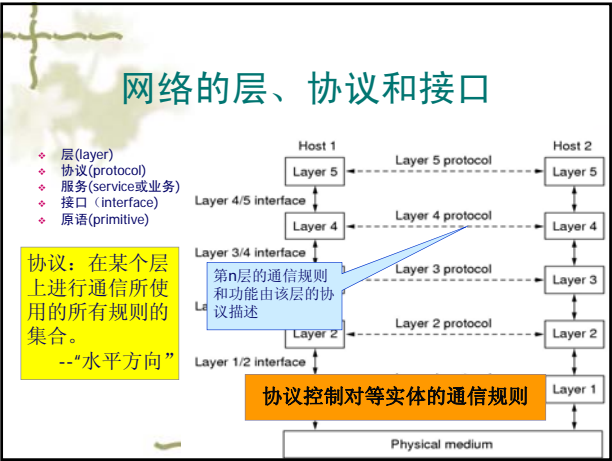 网络的层、协议和接口
层(layer)
协议(protocol)
服务(service或业务)
接口（interface)
原语(primitive)
协议：在某个层
上进行通信所使
用的所有规则的
集合。
--“水平方向”
Host 1
Host 2
Layer 5
Layer 5 protocol
Layer 5
Layer 4/5 interface
Layer 4
Layer 4 protocol
Layer 4
Layer 3/4 interface
第n层的通信规则
和功能由该层的协
议描述
Layer 3 protocol
Layer 3
Layer 2
Layer 2 protocol
Layer 2
Layer 1/2 interface
协议控制对等实体的通信规则
Layer 1
Physical medium